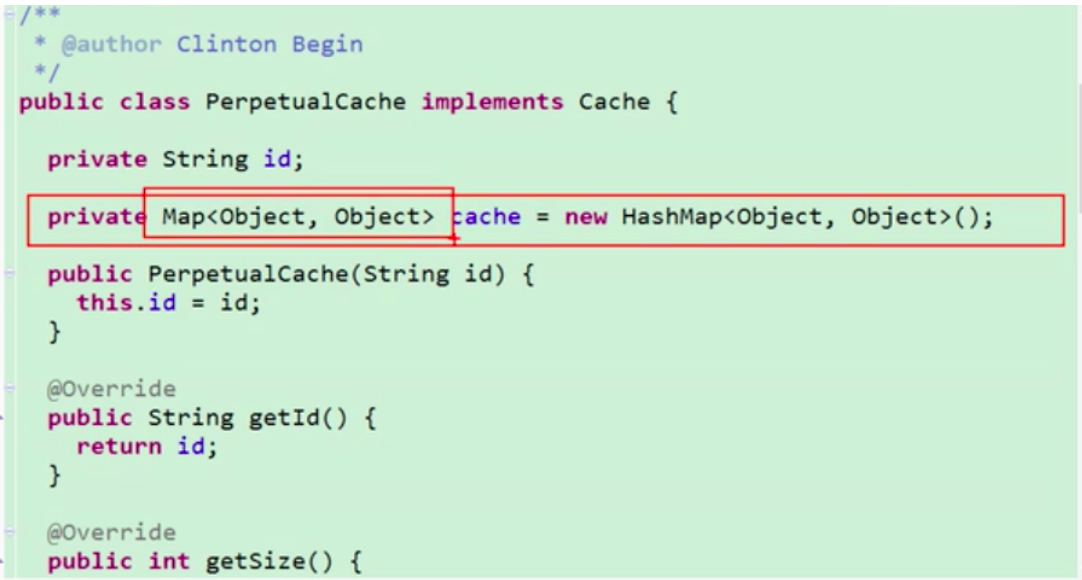 /**
 * @author Clinton Begin
 */
public class PerpetualCache implements Cache {
private String id;
private Map<Object, Object> cache = new HashMap<Object, Object>();
public PerpetualCache(String id) {
this.id = id;
}
@Override
public String getId() {
return id;
}
@Override
public int getSize() {